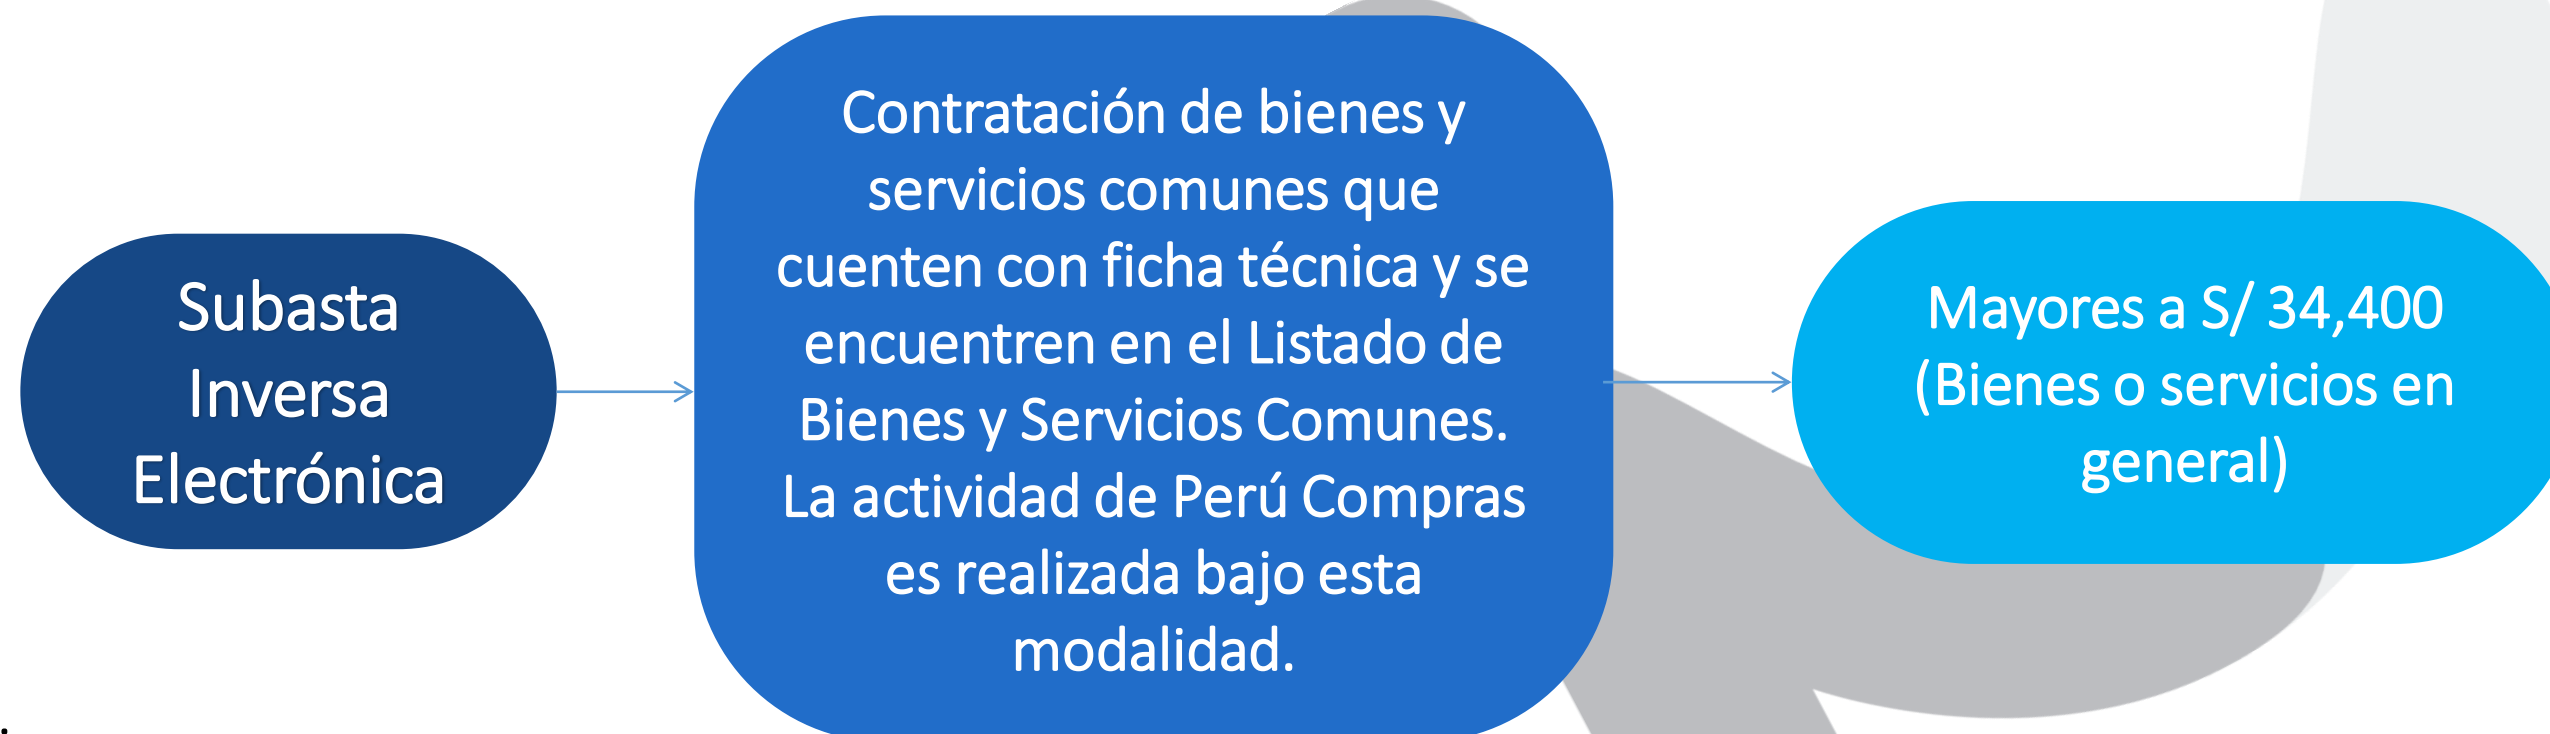 Subasta
Inversa
Electrónica
Contratación de bienes y
servicios comunes que
cuenten con ficha técnica y se
encuentren en el Listado de
Bienes y Servicios Comunes.
La actividad de Perú Compras
es realizada bajo esta
modalidad.
Mayores a S/ 34,400
(Bienes o servicios en
general)